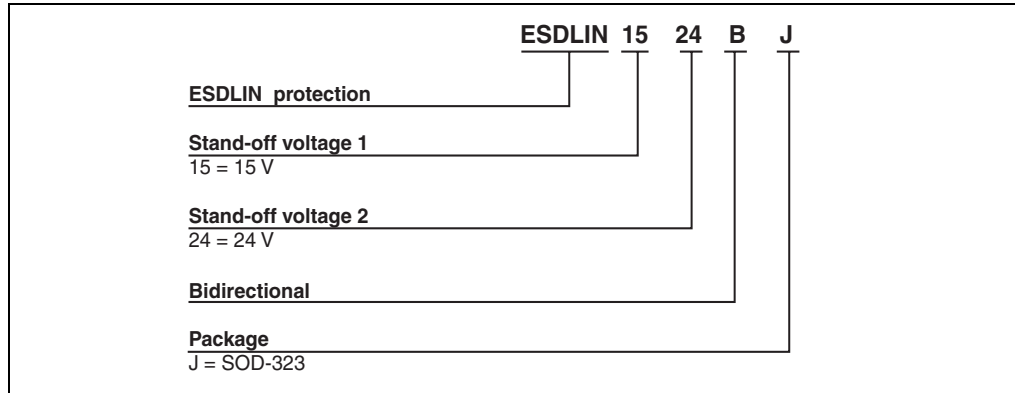 ESDLIN 15 24 B J
ESDLIN protection
Stand-off voltage 1
15 = 15 V
Stand-off voltage 2
24 = 24 V
Bidirectional
Package
J = SOD-323